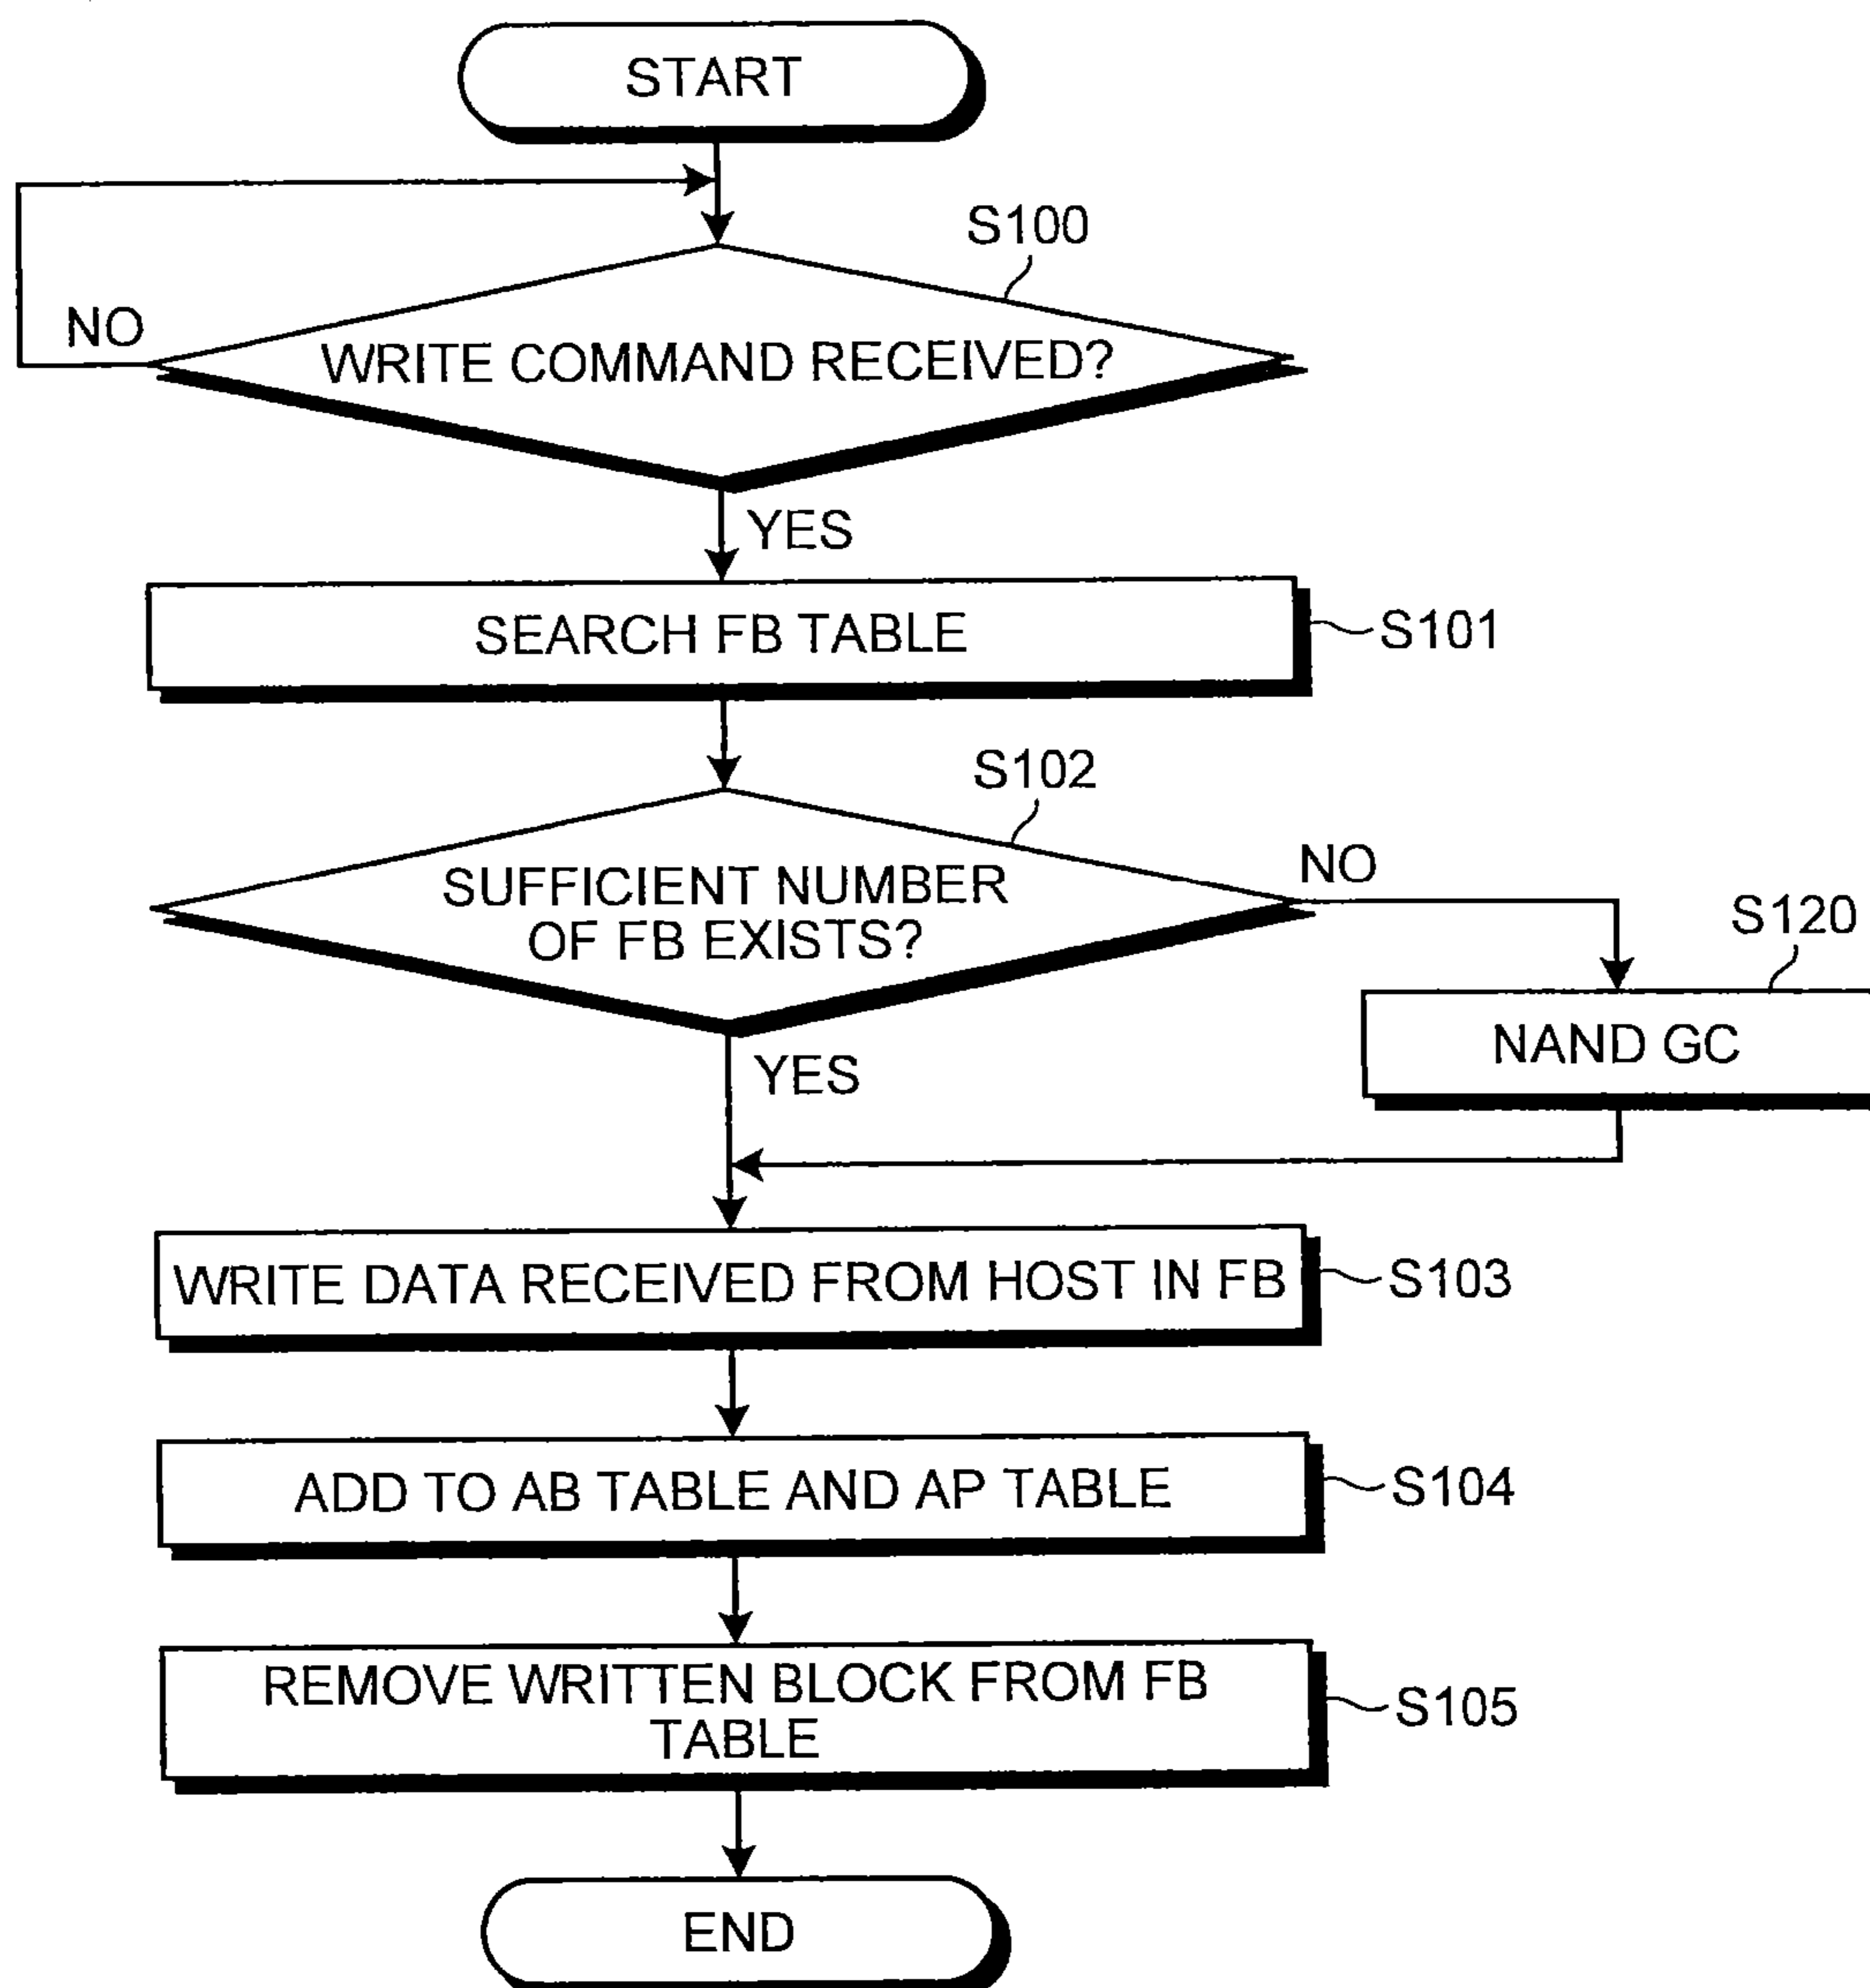 START
S100
NO
WRITE COMMAND RECEIVED?
YES
SEARCH FB TABLE
S101
S102
SUFFICIENT NUMBER
OF FB EXISTS?
NO
S120
NAND GC
YES
WRITE DATA RECEIVED FROM HOST IN FB
S103
ADD TO AB TABLE AND AP TABLE
S104
REMOVE WRITTEN BLOCK FROM FB
TABLE
S105
END